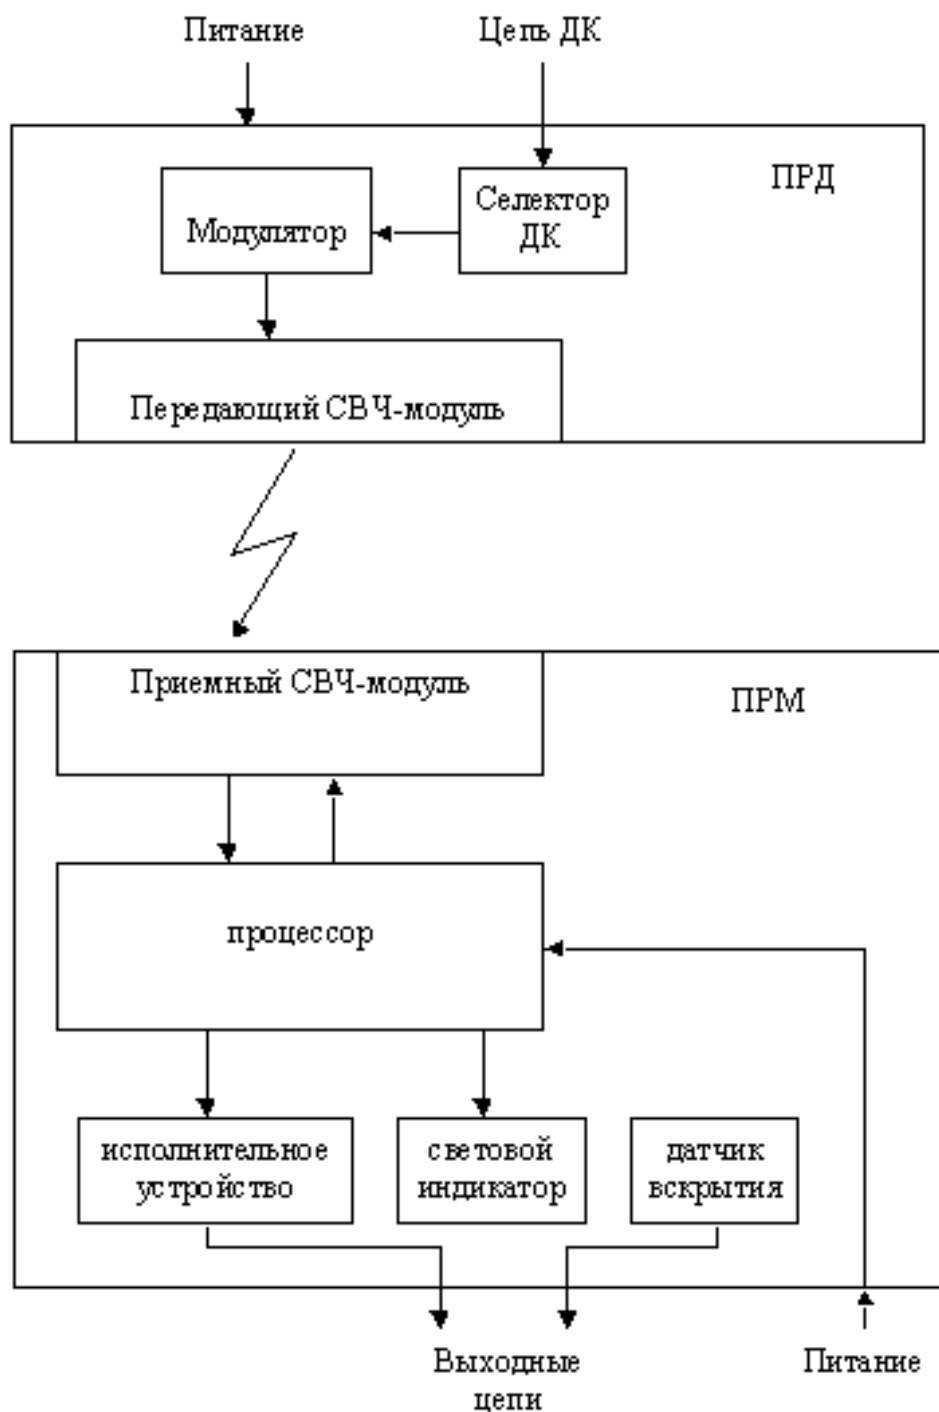 Питание
Цепь ДК
ПРД
Селектор
ДК
Модулятор
Передающий СВЧ-модуль
Приемный СВЧ-модуль
ПРМ
процессор
исполнительное
устройство
световой
индикатор
датчик
вскрытия
Выходные
цепи
Питание